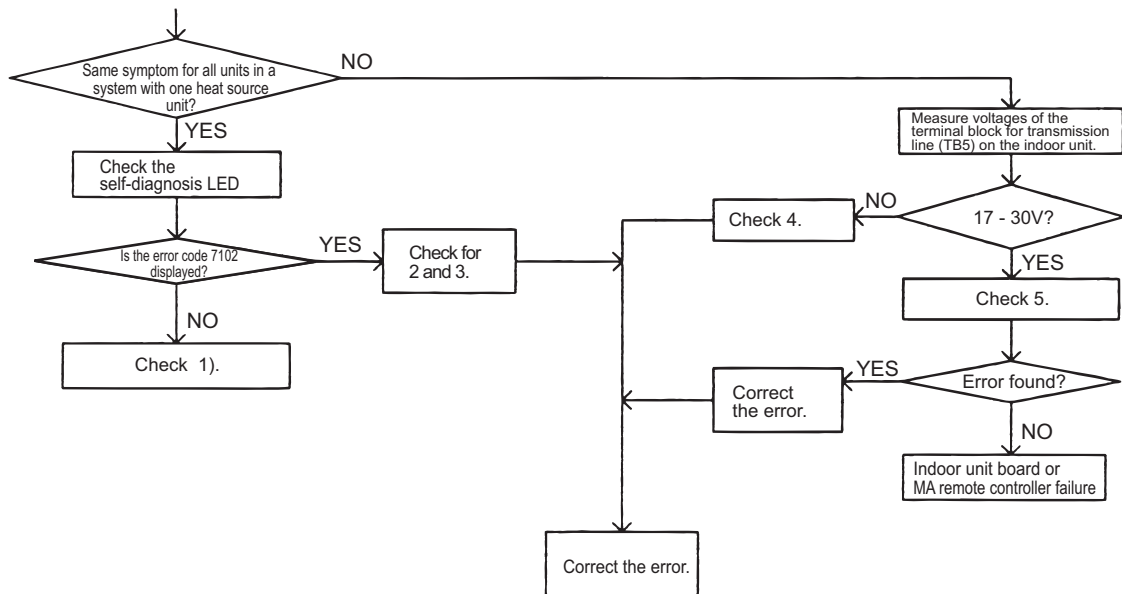 Same symptom for all units in a
system with one heat source
unit?
NO
YES
Check the
self-diagnosis LED
Is the error code 7102
displayed?
YES
Check for
2 and 3.
NO
Check 1).
Measure voltages of the
terminal block for transmission
line (TB5) on the indoor unit.
17 - 30V?
NO
Check 4.
YES
Check 5.
Error found?
YES
Correct
the error.
NO
Indoor unit board or
MA remote controller failure
Correct the error.